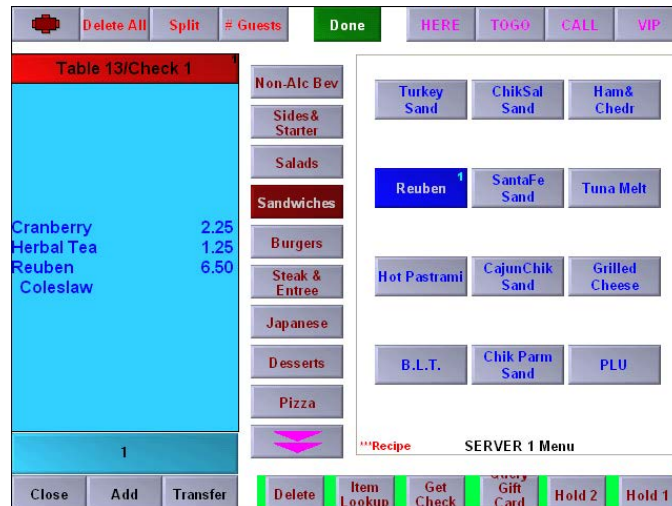 Delete All
Split
# Guests
Done
HERE
TOGO
CALL
VIP
Table 13/Check 1
1
Cranberry 2.25
Herbal Tea 1.25
Reuben 6.50
Coleslaw
1
Close
Add
Transfer
Non-Alc Bev
Sides&
Starter
Salads
Sandwiches
Burgers
Steak &
Entree
Japanese
Desserts
Pizza
Turkey
Sand
ChikSal
Sand
Ham&
Chedr
Reuben
1
SantaFe
Sand
Tuna Melt
Hot Pastrami
CajunChik
Sand
Grilled
Cheese
B.L.T.
Chik Parm
Sand
PLU
***Recipe
SERVER 1 Menu
Delete
Item
Lookup
Get
Check
Query
Gift
Card
Hold 2
Hold 1